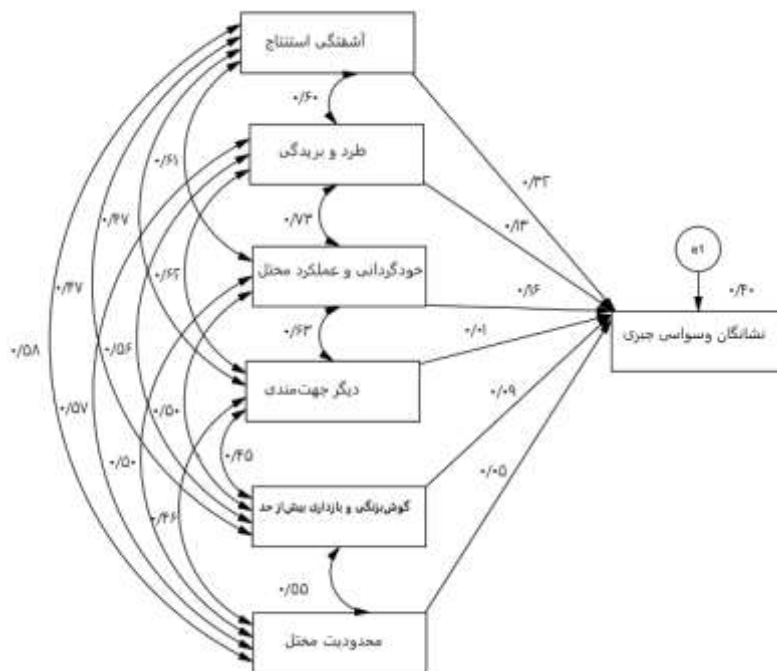 آشفتگی استنتاج
۰/۶۰
طرد و بریدگی
۰/۳۲
۰/۶۱
۰/۱۳
۰/۴۷
۰/۷۳
e۱
خودگردانی و عملکرد مختل
۰/۶۲
۰/۴۷
۰/۱۶
۰/۴۰
نشانگان وسواسی جبری
۰/۶۳
۰/۰۱
۰/۵۸
۰/۵۶
دیگر جهت‌مندی
۰/۰۹
۰/۵۷
۰/۵۰
۰/۴۵
۰/۵۰
۰/۰۵
گوش‌بزنگی و بازداری بیش‌از حد
۰/۴۶
۰/۵۵
محدودیت مختل